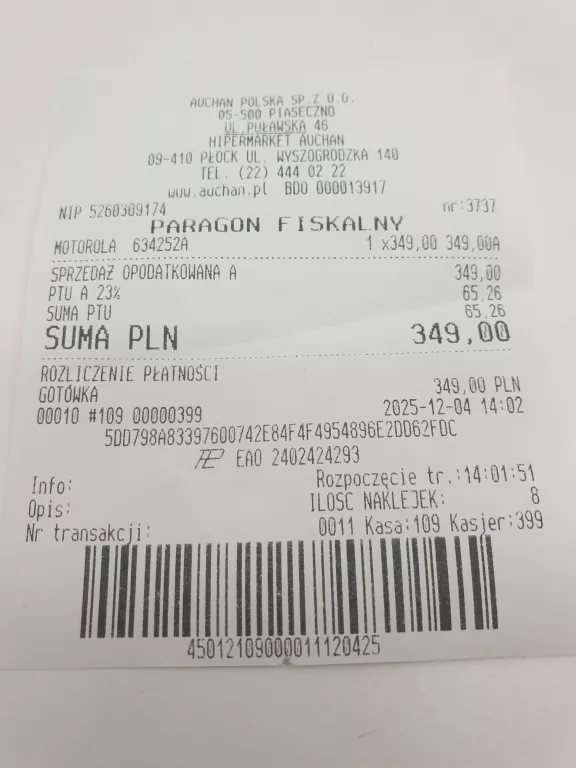 AUCHAN POLSKA SP.Z O.O.
05-500 PIASECZNO
UL.PUŁAWSKA 46
HIPERMARKET AUCHAN
09-410 PŁOCK UL. WYSZOGRODZKA 140
TEL. (22) 444 02 22
www.auchan.pl BDO 000013917
NIP 5260309174 nr:3737
PARAGON FISKALNY
MOTOROLA 634252A 1 x349,00 349,00A
SPRZEDAŻ OPODATKOWANA A 349,00
PTU A 23% 65,26
SUMA PTU 65,26
SUMA PLN 349,00
ROZLICZENIE PŁATNOŚCI
GOTÓWKA 349,00 PLN
00010 #109 00000399 2025-12-04 14:02
5DD798A83397600742E84F4F4954896E2DD62FDC
EAO 2402424293
Info: Rozpoczęcie tr.:14:01:51
Opis: ILOŚĆ NAKLEJEK: 8
Nr transakcji: 0011 Kasa:109 Kasjer:399
45012109000011120425